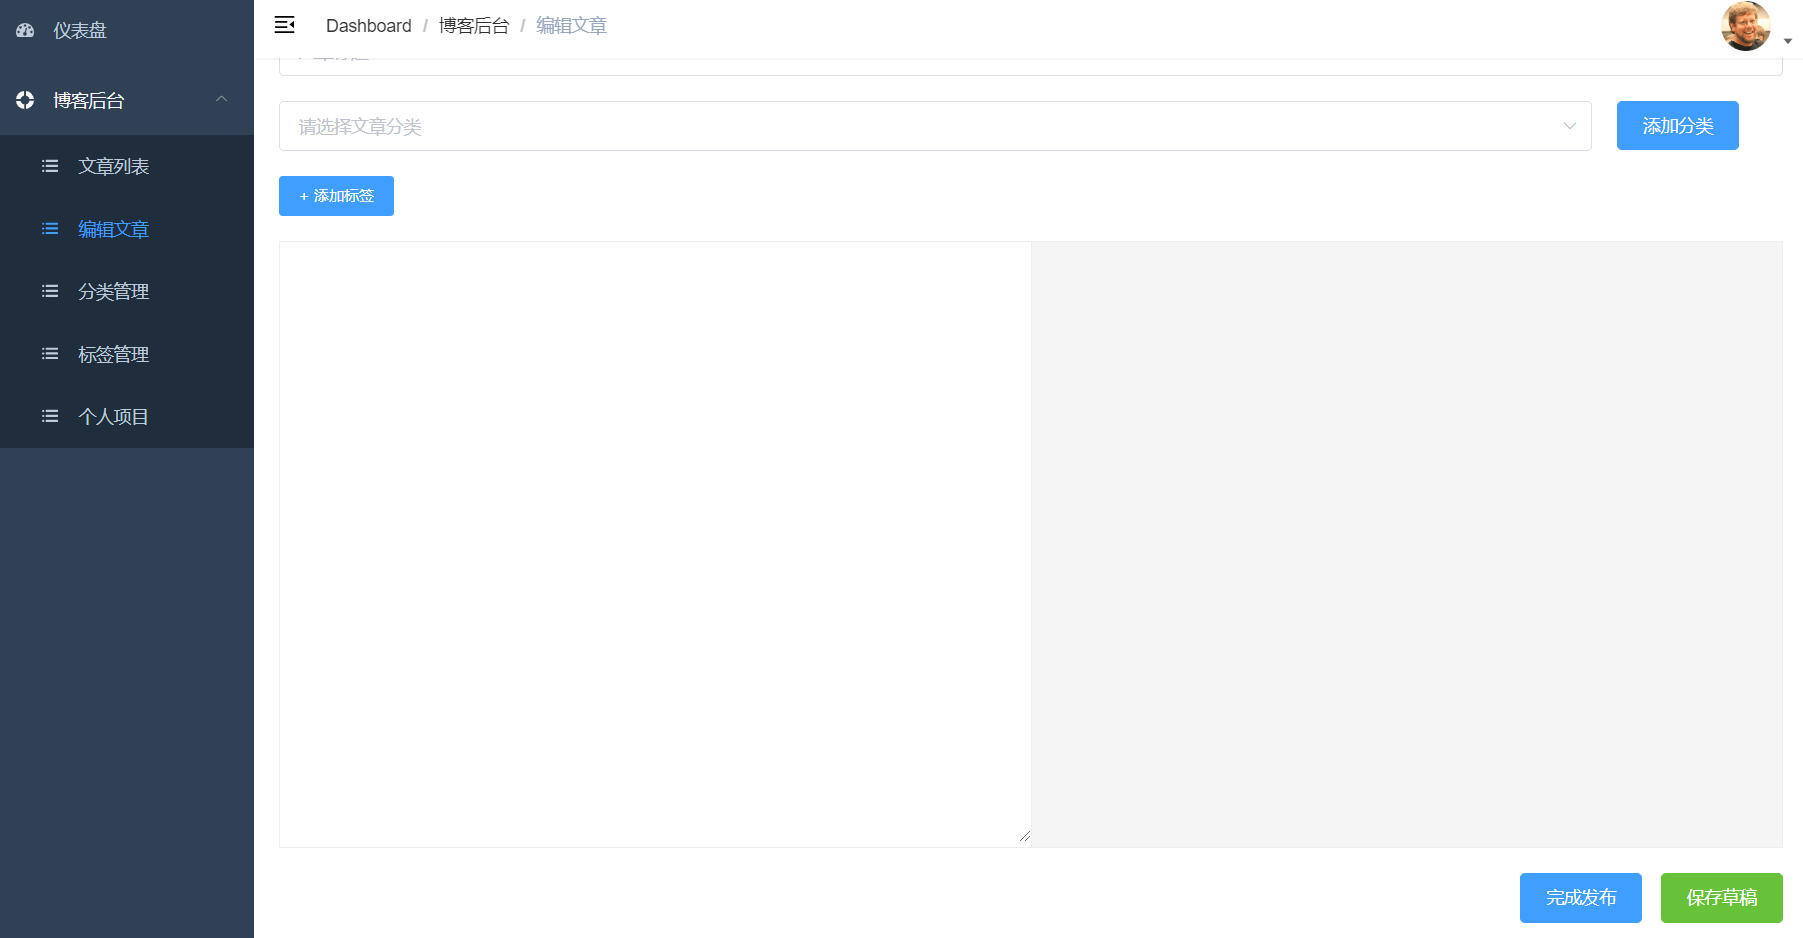 仪表盘
博客后台
文章列表
编辑文章
分类管理
标签管理
个人项目
Dashboard / 博客后台 / 编辑文章
请选择文章分类
添加分类
+ 添加标签
完成发布
保存草稿